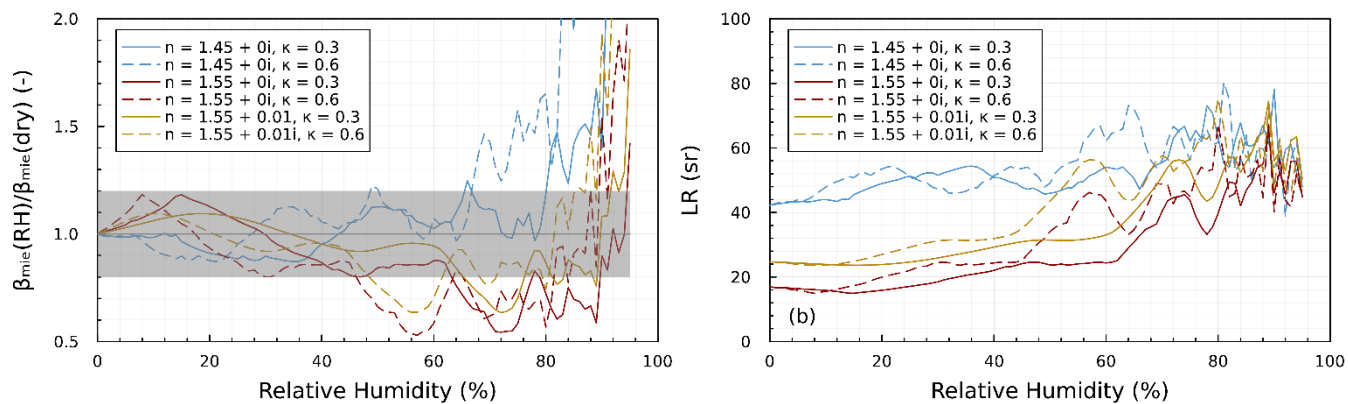 2.0
1.5
1.0
0.5
βmie(RH)/βmie(dry) (-)
n = 1.45 + 0i, κ = 0.3
n = 1.45 + 0i, κ = 0.6
n = 1.55 + 0i, κ = 0.3
n = 1.55 + 0i, κ = 0.6
n = 1.55 + 0.01, κ = 0.3
n = 1.55 + 0.01i, κ = 0.6
0 20 40 60 80 100
Relative Humidity (%)
100
80
60
40
20
0
LR (sr)
n = 1.45 + 0i, κ = 0.3
n = 1.45 + 0i, κ = 0.6
n = 1.55 + 0i, κ = 0.3
n = 1.55 + 0i, κ = 0.6
n = 1.55 + 0.01i, κ = 0.3
n = 1.55 + 0.01i, κ = 0.6
(b)
0 20 40 60 80 100
Relative Humidity (%)